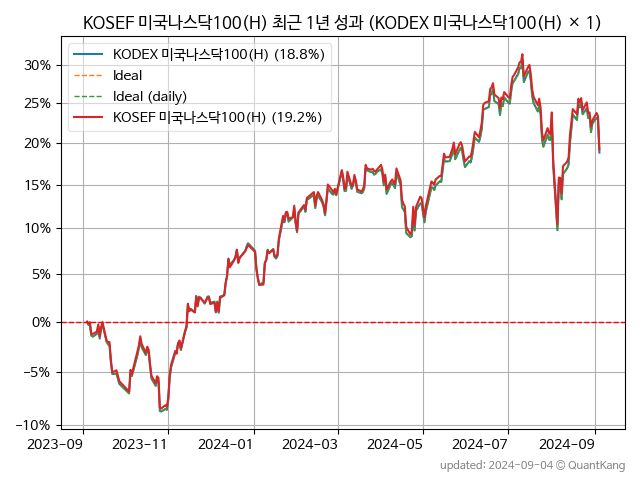 KOSEF 미국나스닥100(H) 최근 1년 성과 (KODEX 미국나스닥100(H) × 1)
KODEX 미국나스닥100(H) (18.8%)
Ideal
Ideal (daily)
KOSEF 미국나스닥100(H) (19.2%)
30%
25%
20%
15%
10%
5%
0%
−5%
−10%
2023-09 2023-11 2024-01 2024-03 2024-05 2024-07 2024-09
updated: 2024-09-04 © QuantKang